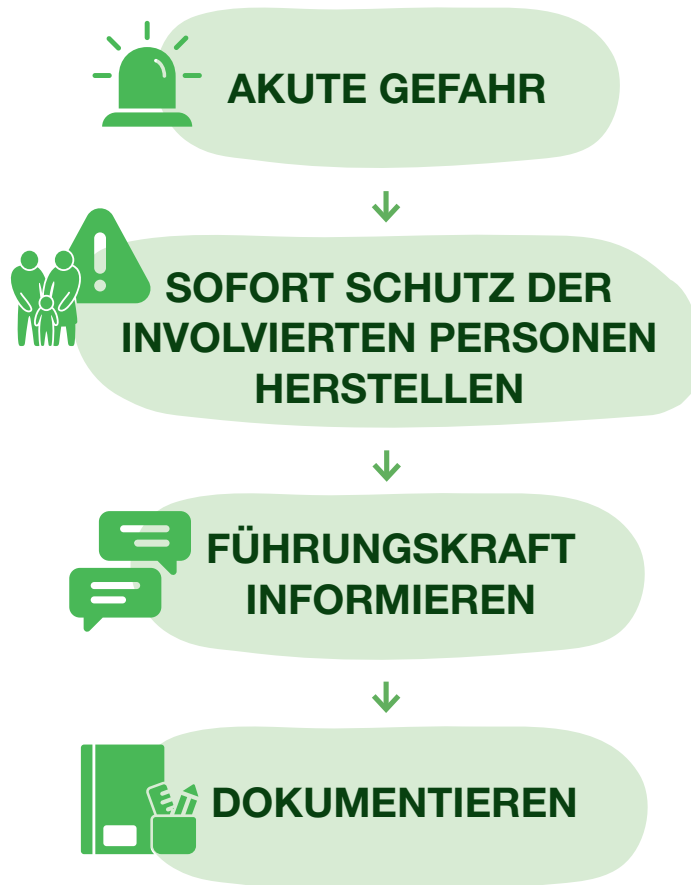 AKUTE GEFAHR
SOFORT SCHUTZ DER
INVOLVIERTEN PERSONEN
HERSTELLEN
FÜHRUNGSKRAFT
INFORMIEREN
DOKUMENTIEREN